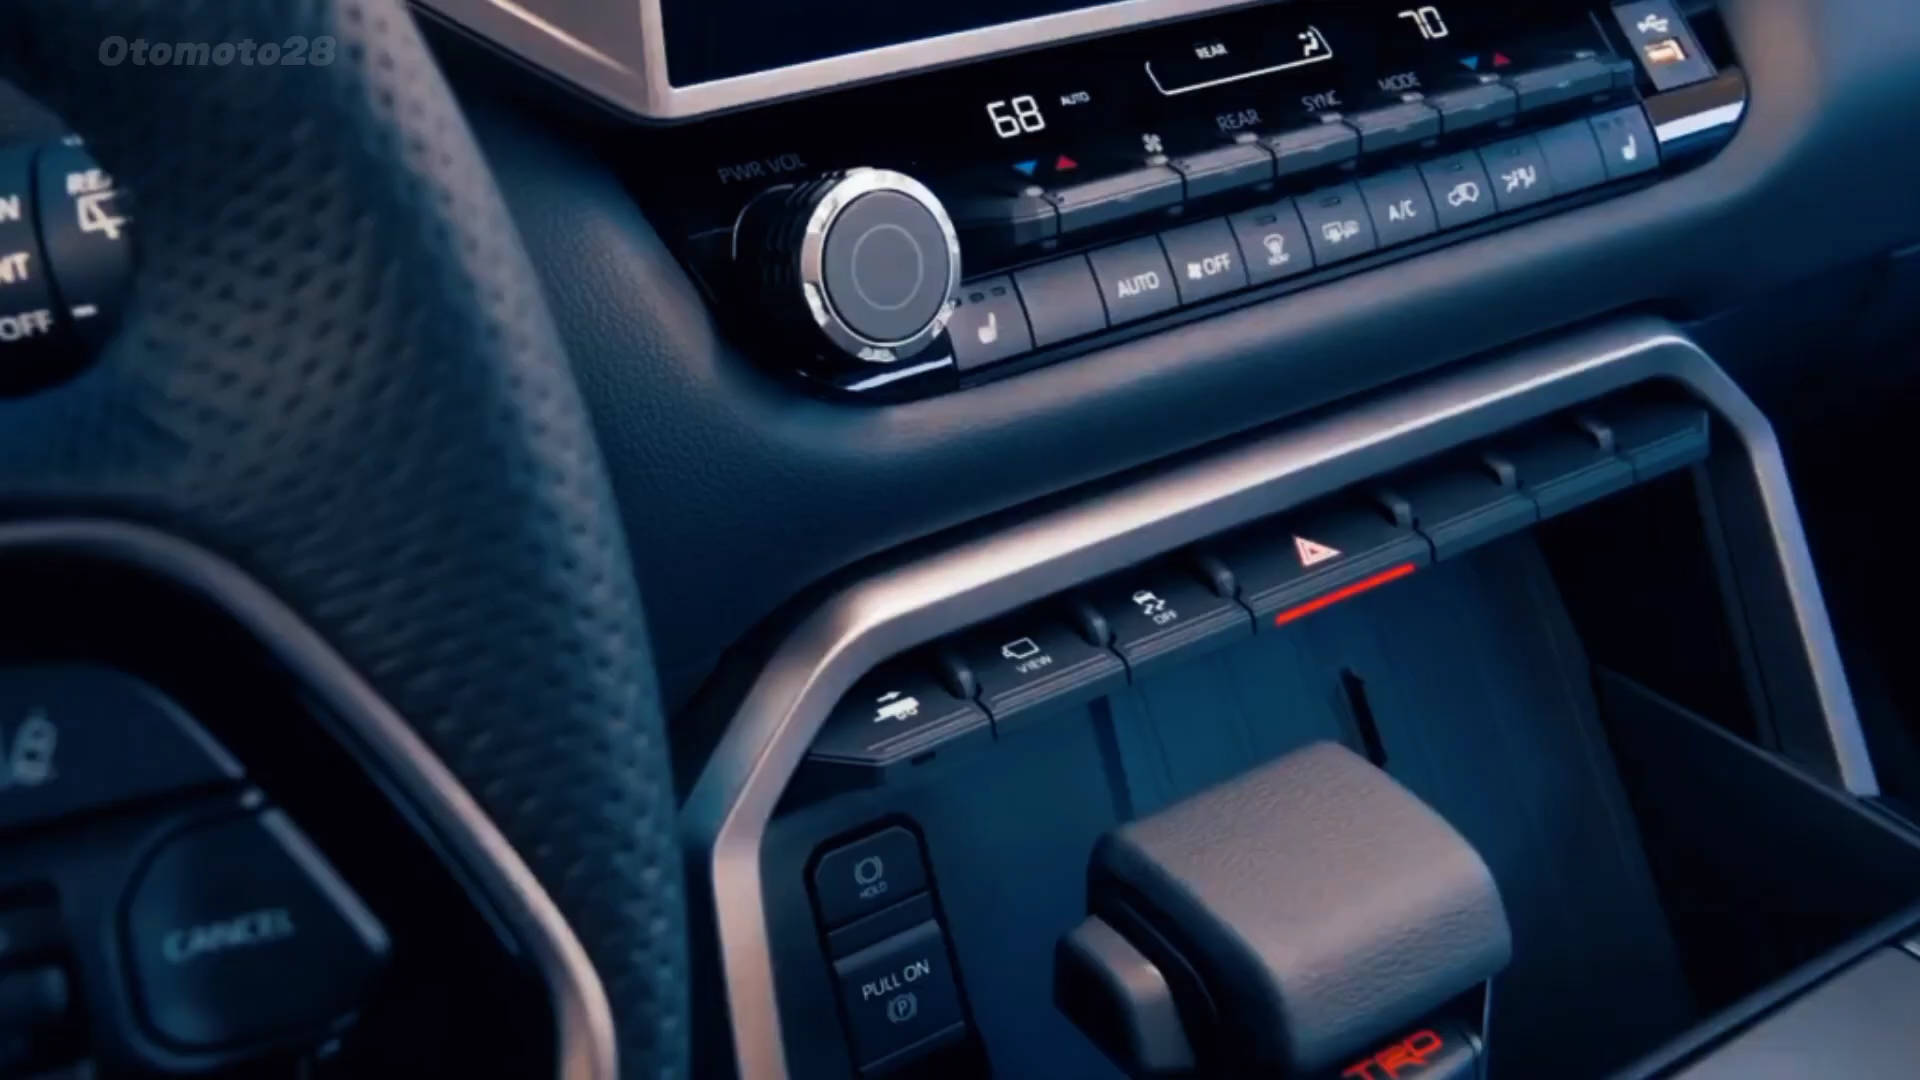 Otomoto28
70
REAR
68 AUTO
MODE
SYNC
REAR
PWR VOL
A/C
OFF
AUTO
OFF
OFF
VIEW
HOLD
CANCEL
PULL ON
P
TRD